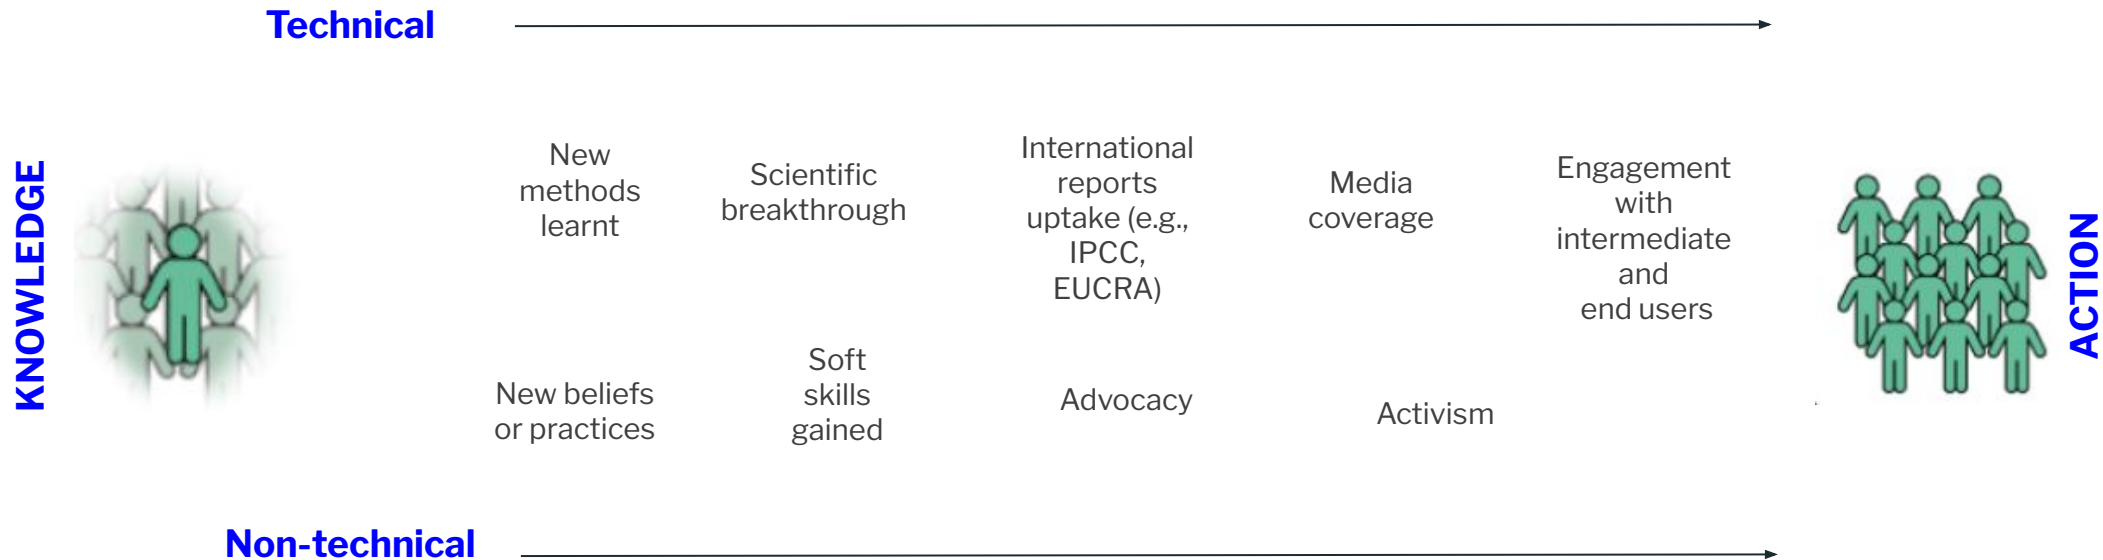 Technical
KNOWLEDGE
New
methods
learnt
Scientific
breakthrough
International
reports
uptake (e.g.,
IPCC,
EUCRA)
Media
coverage
Engagement
with
intermediate
and
end users
ACTION
New beliefs
or practices
Soft
skills
gained
Advocacy
Activism
Non-technical